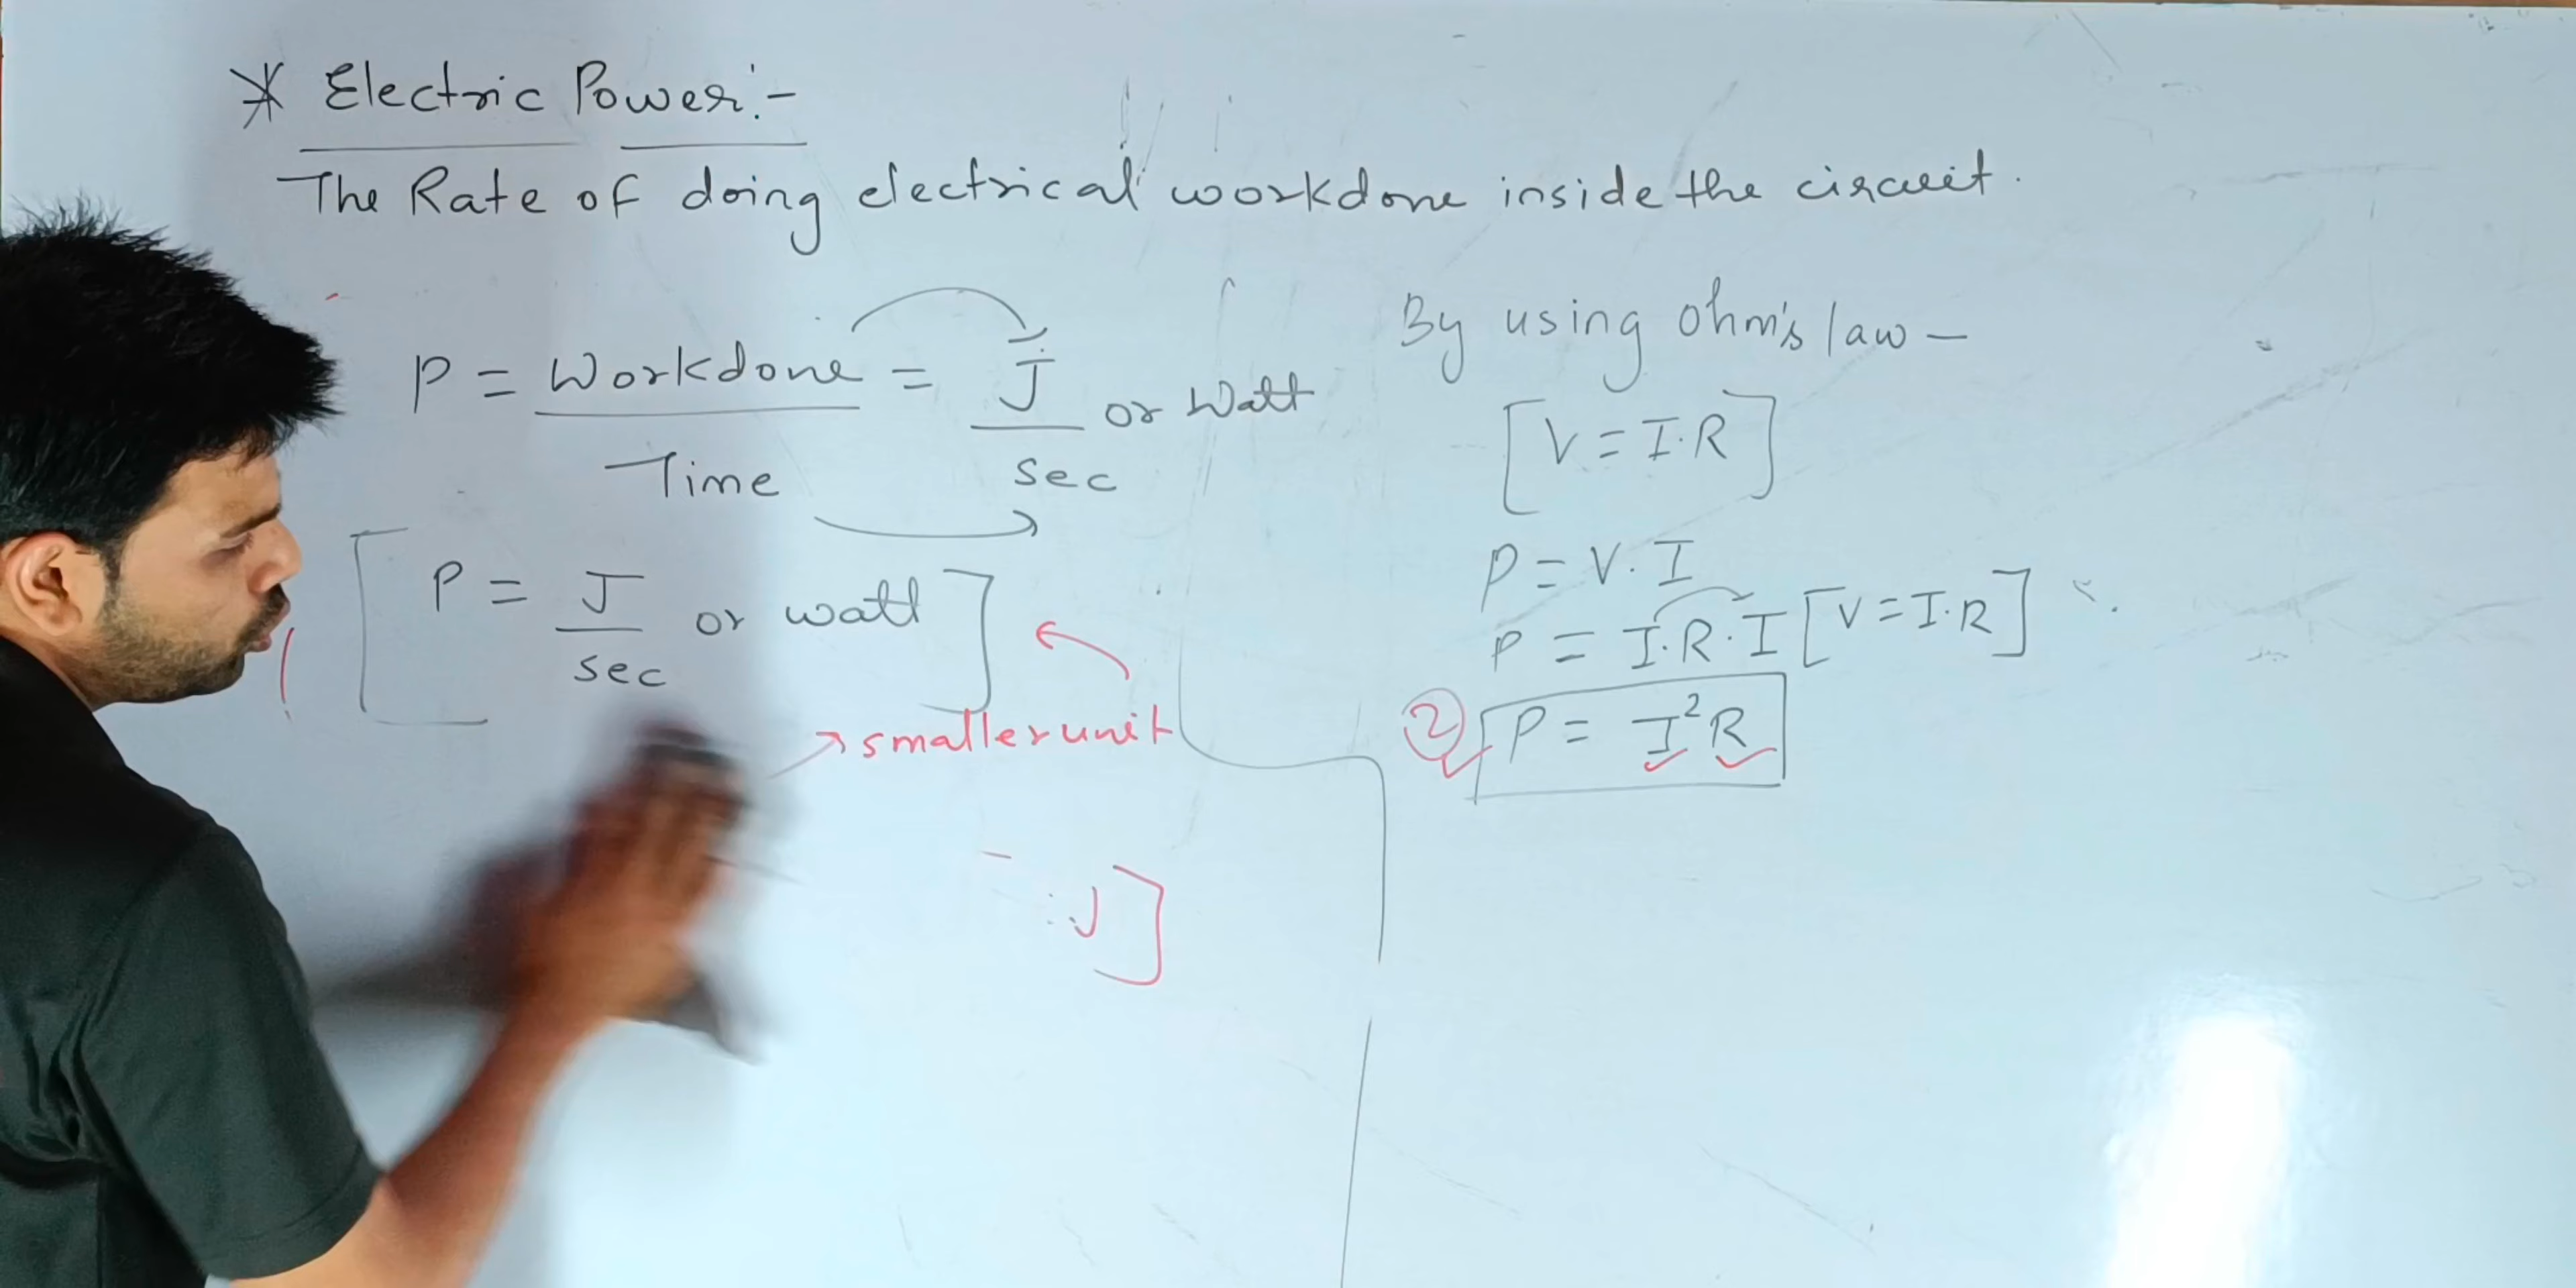 * Electric Power:-
The Rate of doing electrical workdone inside the circuit.
P = Workdone / Time = J / sec or Watt
[ P = J / sec or watt ]
→ smaller unit
J ]
By using Ohm's law —
[ V = I·R ]
P = V. I
P = I·R·I [ V = I·R ]
② P = I²R